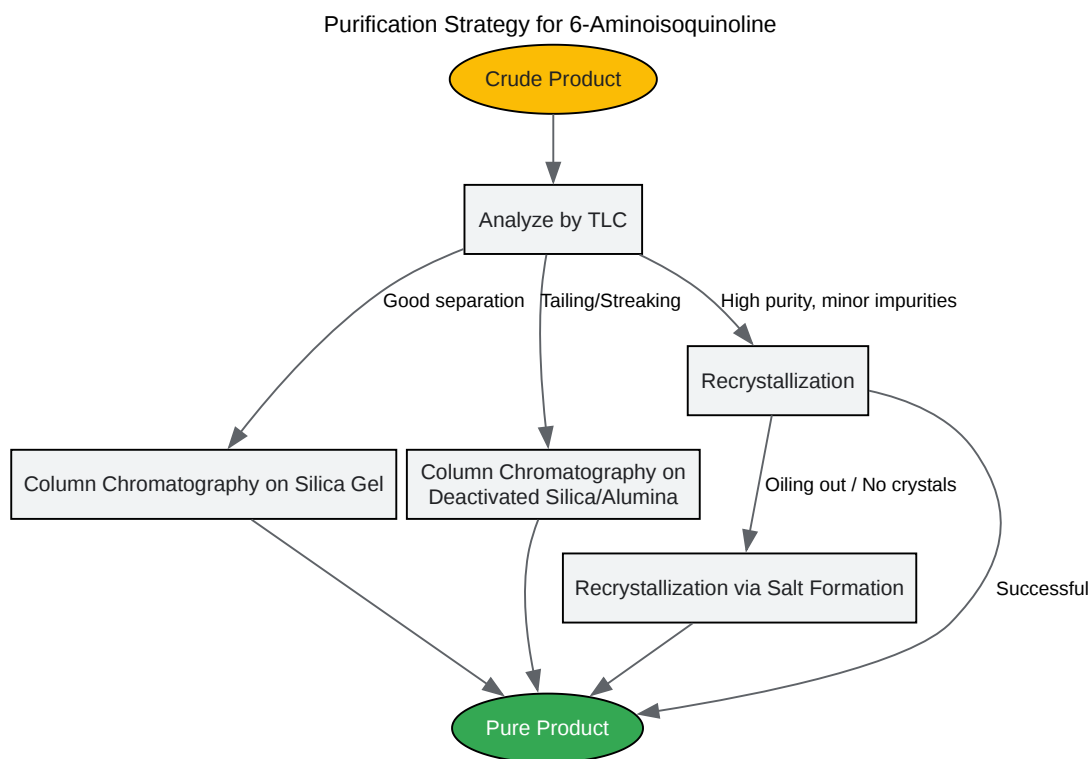 Purification Strategy for 6-Aminoisoquinoline
Crude Product
Analyze by TLC
Good separation
Tailing/Streaking
High purity, minor impurities
Recrystallization
Column Chromatography on Silica Gel
Column Chromatography on
Deactivated Silica/Alumina
Oiling out / No crystals
Recrystallization via Salt Formation
Successful
Pure Product